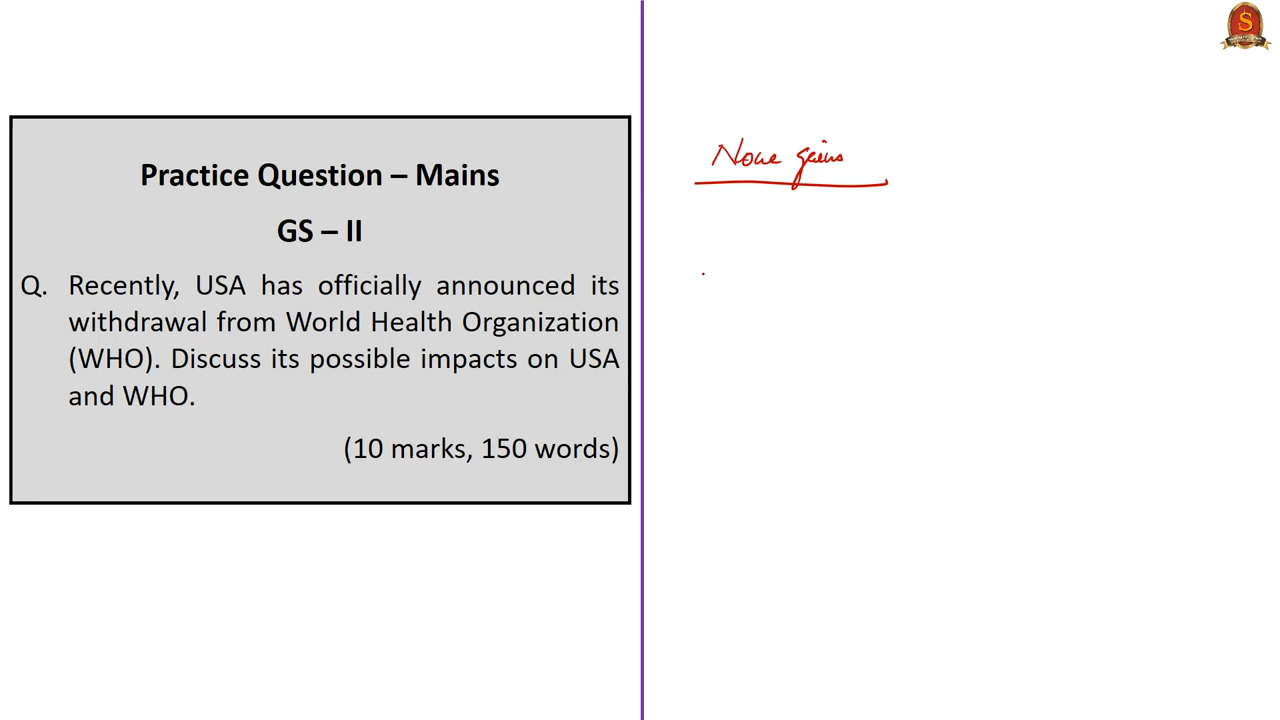 Practice Question – Mains
GS – II
Q. Recently, USA has officially announced its
withdrawal from World Health Organization
(WHO). Discuss its possible impacts on USA
and WHO.
(10 marks, 150 words)
None gains
S